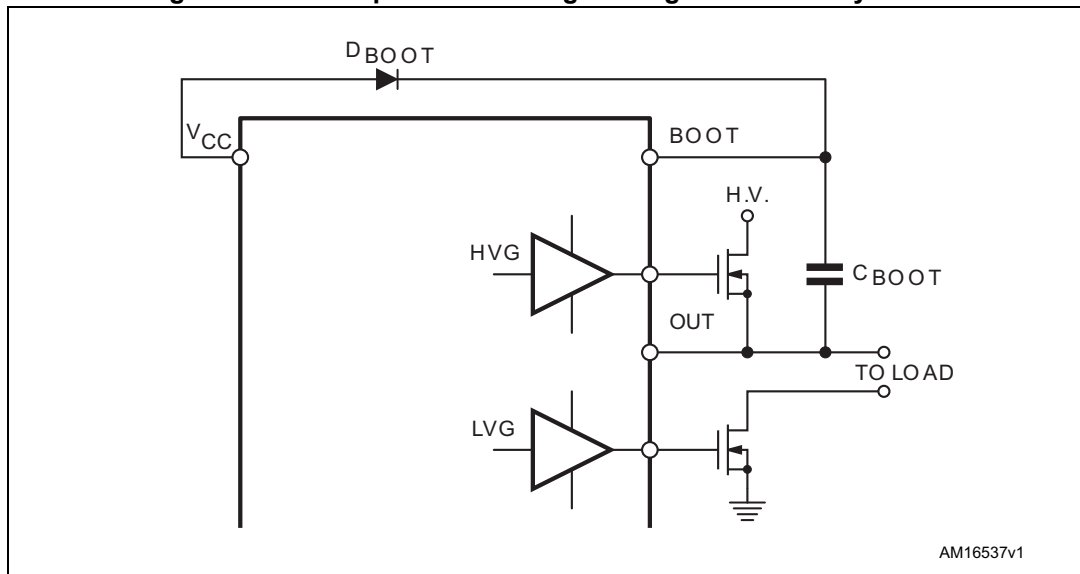 D BOOT
V CC
BOOT
H.V.
HVG
C BOOT
OUT
TO LOAD
LVG
AM16537v1